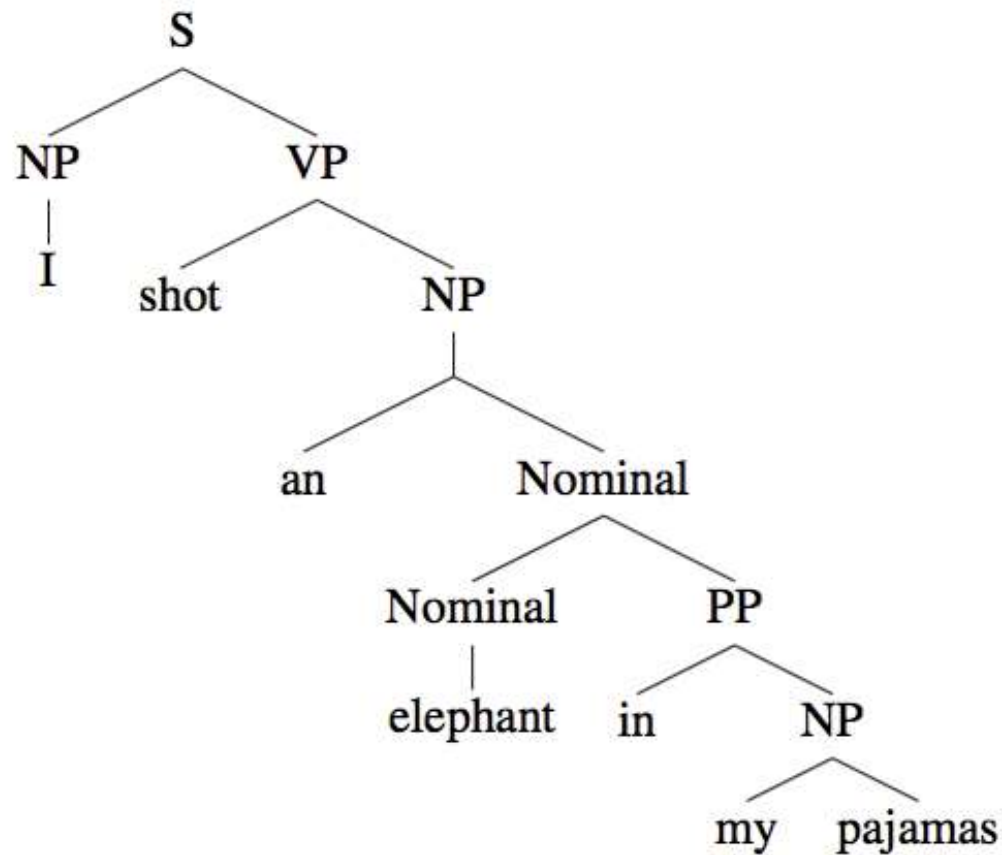 S
NP VP
I
shot NP
an Nominal
Nominal PP
elephant in NP
my pajamas